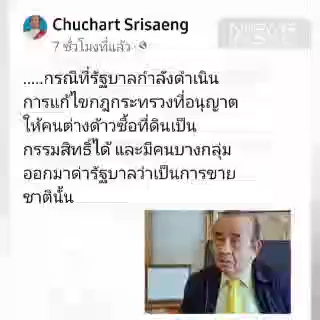 Chuchart Srisaeng
7 ชั่วโมงที่แล้ว ·
.....กรณีที่รัฐบาลกำลังดำเนิน
การแก้ไขกฎกระทรวงที่อนุญาต
ให้คนต่างด้าวซื้อที่ดินเป็น
กรรมสิทธิ์ได้ และมีคนบางกลุ่ม
ออกมาด่ารัฐบาลว่าเป็นการขาย
ชาตินั้น